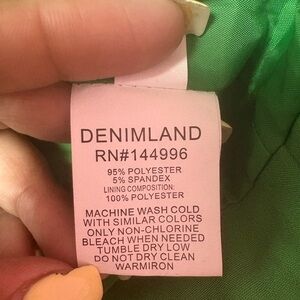 DENIMLAND
RN#144996
95% POLYESTER
5% SPANDEX
LINING COMPOSITION:
100% POLYESTER
MACHINE WASH COLD
WITH SIMILAR COLORS
ONLY NON-CHLORINE
BLEACH WHEN NEEDED
TUMBLE DRY LOW
DO NOT DRY CLEAN
WARMIRON